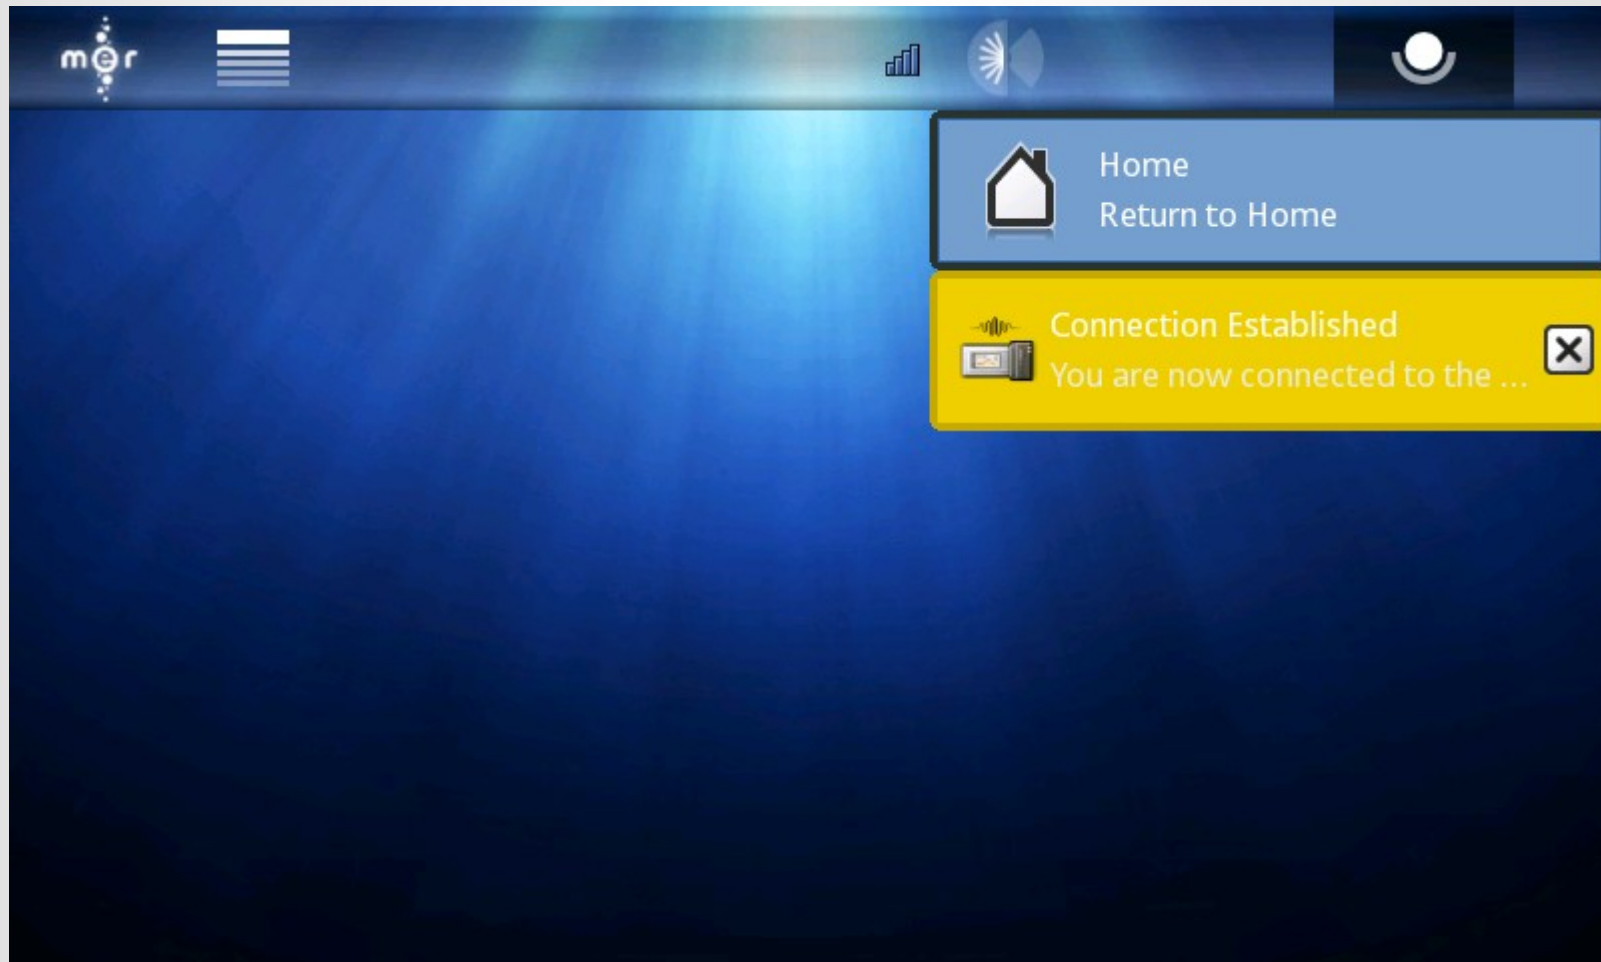 mer
Home
Return to Home
Connection Established
You are now connected to the ...